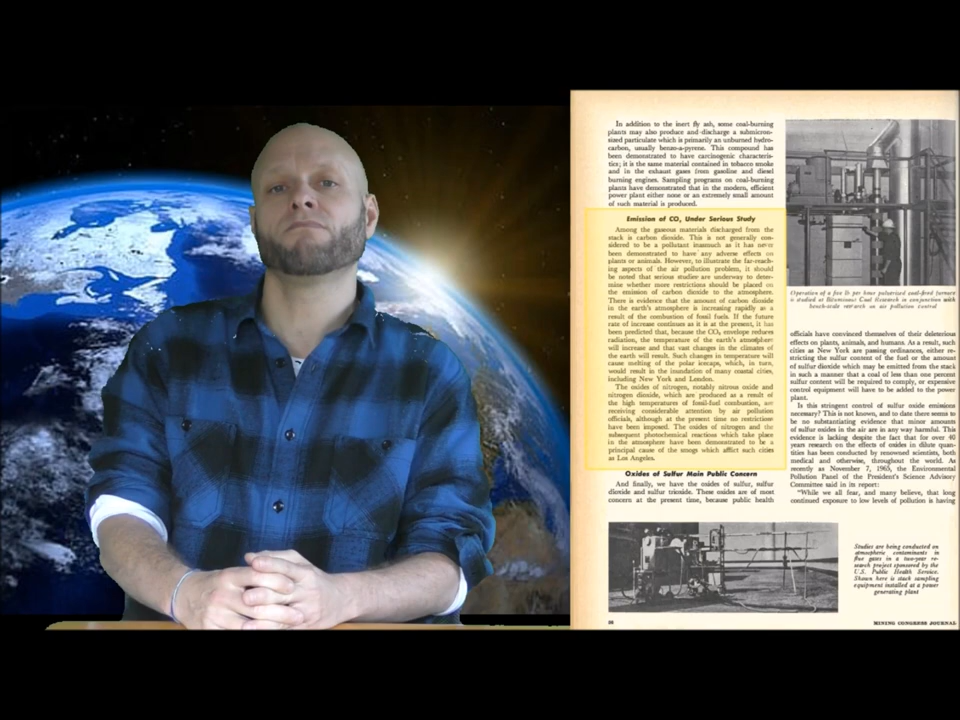 In addition to the inert fly ash, some coal-burning
plants may also produce and discharge a submicron-
sized particulate which is primarily an unburned hydro-
carbon, usually benzo-a-pyrene. This compound has
been demonstrated to have carcinogenic characteris-
tics; it is the same material contained in tobacco smoke
and in the exhaust gases from gasoline and diesel
burning engines. Sampling programs on coal-burning
plants have demonstrated that in the modern, efficient
power plant either none or an extremely small amount
of such material is produced.
Emission of CO₂ Under Serious Study
Among the gaseous materials discharged from the
stack is carbon dioxide. This is not generally con-
sidered to be a pollutant inasmuch as it has never
been demonstrated to have any adverse effects on
plants or animals. However, to illustrate the far-reach-
ing aspects of the air pollution problem, it should
be noted that serious studies are underway to deter-
mine whether more restrictions should be placed on
the emission of carbon dioxide to the atmosphere.
There is evidence that the amount of carbon dioxide
in the earth's atmosphere is increasing rapidly as a
result of the combustion of fossil fuels. If the future
rate of increase continues as it is at the present, it has
been predicted that, because the CO₂ envelope reduces
radiation, the temperature of the earth's atmosphere
will increase and that vast changes in the climates of
the earth will result. Such changes in temperature will
cause melting of the polar icecaps, which, in turn,
would result in the inundation of many coastal cities,
including New York and London.
The oxides of nitrogen, notably nitrous oxide and
nitrogen dioxide, which are produced as a result of
the high temperatures of fossil-fuel combustion, are
receiving considerable attention by air pollution
officials, although at the present time no restrictions
have been imposed. The oxides of nitrogen and the
subsequent photochemical reactions which take place
in the atmosphere have been demonstrated to be a
principal cause of the smogs which afflict such cities
as Los Angeles.
Oxides of Sulfur Main Public Concern
And finally, we have the oxides of sulfur, sulfur
dioxide and sulfur trioxide. These oxides are of most
concern at the present time, because public health
Operation of a five lb per hour pulverized coal-fired furnace
is studied at Bituminous Coal Research in conjunction with
bench-scale research on air pollution control
officials have convinced themselves of their deleterious
effects on plants, animals, and humans. As a result, such
cities as New York are passing ordinances, either re-
stricting the sulfur content of the fuel or the amount
of sulfur dioxide which may be emitted from the stack
in such a manner that a coal of less than one percent
sulfur content will be required to comply, or expensive
control equipment will have to be added to the power
plant.
Is this stringent control of sulfur oxide emissions
necessary? This is not known, and to date there seems to
be no substantiating evidence that minor amounts
of sulfur oxides in the air are in any way harmful. This
evidence is lacking despite the fact that for over 40
years research on the effects of oxides in dilute quan-
tities has been conducted by renowned scientists, both
medical and otherwise, throughout the world. As
recently as November 7, 1965, the Environmental
Pollution Panel of the President's Science Advisory
Committee said in its report:
"While we all fear, and many believe, that long
continued exposure to low levels of pollution is having
Studies are being conducted on
atmospheric contaminants in
flue gases in a two-year re-
search project sponsored by the
U.S. Public Health Service.
Shown here is stack sampling
equipment installed at a power
generating plant
MINING CONGRESS JOURNAL